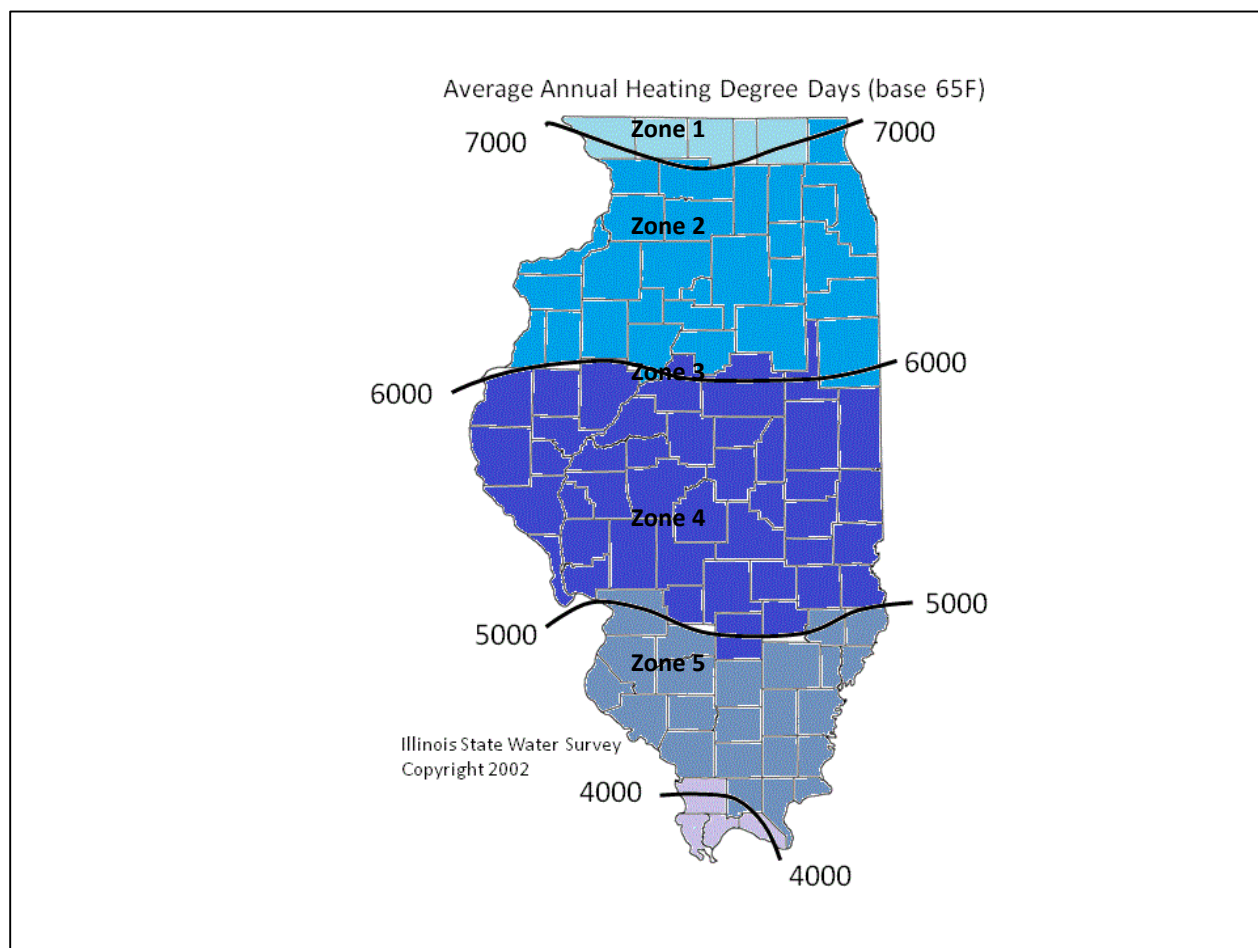 Average Annual Heating Degree Days (base 65F)
Zone 1
7000
7000
Zone 2
6000
Zone 3
6000
Zone 4
5000
5000
Zone 5
Illinois State Water Survey
Copyright 2002
4000
4000